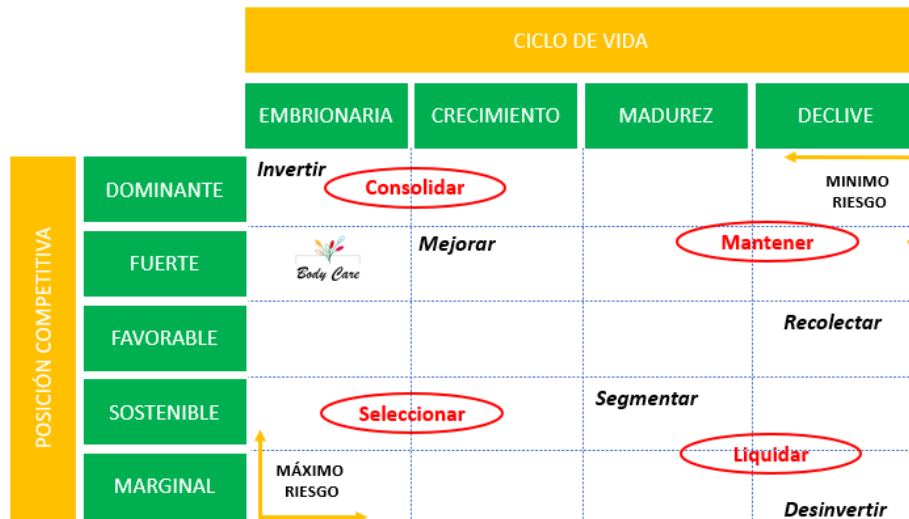 CICLO DE VIDA
EMBRIONARIA
CRECIMIENTO
MADUREZ
DECLIVE
POSICIÓN COMPETITIVA
DOMINANTE
Invertir
Consolidar
MINIMO
RIESGO
FUERTE
Body Care
Mejorar
Mantener
FAVORABLE
Recolectar
SOSTENIBLE
Seleccionar
Segmentar
MARGINAL
MÁXIMO
RIESGO
Liquidar
Desinvertir